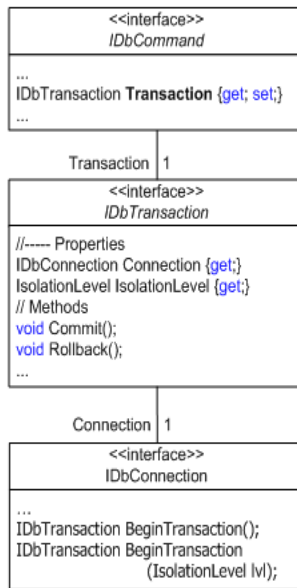 <<interface>>
IDbCommand
...
IDbTransaction Transaction {get; set;}
...
Transaction 1
<<interface>>
IDbTransaction
//----- Properties
IDbConnection Connection {get;}
IsolationLevel IsolationLevel {get;}
// Methods
void Commit();
void Rollback();
...
Connection 1
<<interface>>
IDbConnection
...
IDbTransaction BeginTransaction();
IDbTransaction BeginTransaction
(IsolationLevel lvl);